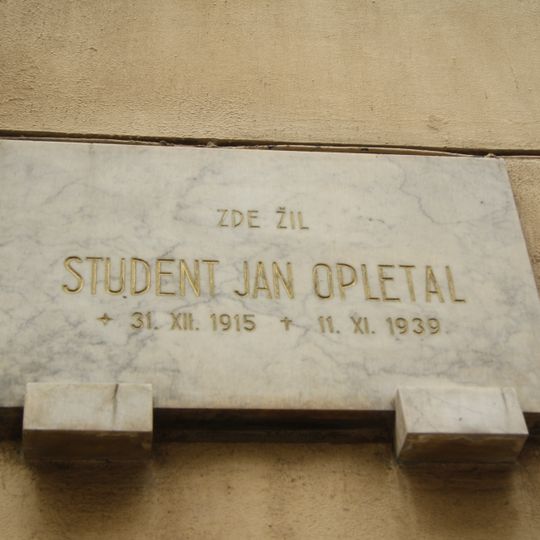 ZDE ŽIL
STUDENT JAN OPLETAL
✦ 31. XII. 1915 ✝ 11. XI. 1939.